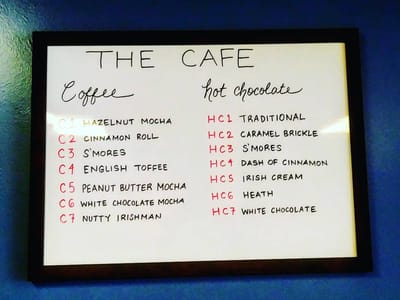 THE CAFE
Coffee
C1 HAZELNUT MOCHA
C2 CINNAMON ROLL
C3 S'MORES
C4 ENGLISH TOFFEE
C5 PEANUT BUTTER MOCHA
C6 WHITE CHOCOLATE MOCHA
C7 NUTTY IRISHMAN
hot chocolate
HC1 TRADITIONAL
HC2 CARAMEL BRICKLE
HC3 S'MORES
HC4 DASH OF CINNAMON
HC5 IRISH CREAM
HC6 HEATH
HC7 WHITE CHOCOLATE